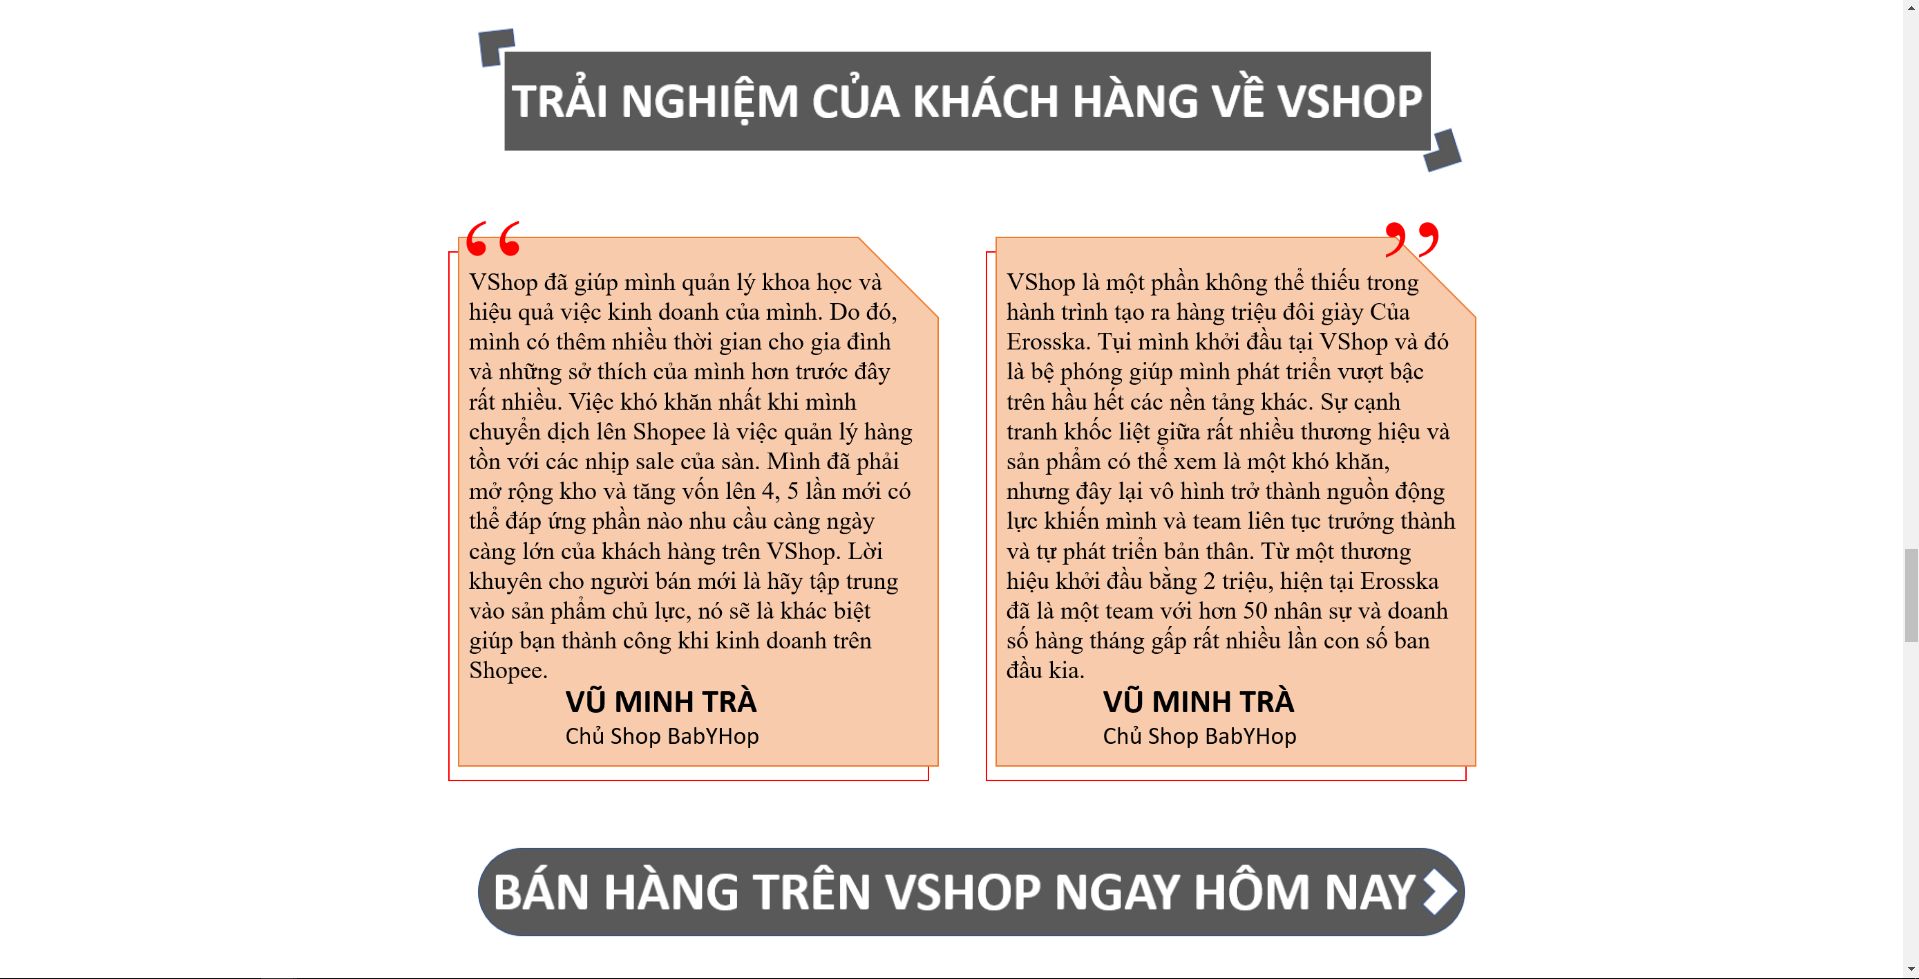 TRẢI NGHIỆM CỦA KHÁCH HÀNG VỀ VSHOP
“
VShop đã giúp mình quản lý khoa học và
hiệu quả việc kinh doanh của mình. Do đó,
mình có thêm nhiều thời gian cho gia đình
và những sở thích của mình hơn trước đây
rất nhiều. Việc khó khăn nhất khi mình
chuyển dịch lên Shopee là việc quản lý hàng
tồn với các nhịp sale của sàn. Mình đã phải
mở rộng kho và tăng vốn lên 4, 5 lần mới có
thể đáp ứng phần nào nhu cầu càng ngày
càng lớn của khách hàng trên VShop. Lời
khuyên cho người bán mới là hãy tập trung
vào sản phẩm chủ lực, nó sẽ là khác biệt
giúp bạn thành công khi kinh doanh trên
Shopee.
VŨ MINH TRÀ
Chủ Shop BabYHop
”
VShop là một phần không thể thiếu trong
hành trình tạo ra hàng triệu đôi giày Của
Erosska. Tụi mình khởi đầu tại VShop và đó
là bệ phóng giúp mình phát triển vượt bậc
trên hầu hết các nền tảng khác. Sự cạnh
tranh khốc liệt giữa rất nhiều thương hiệu và
sản phẩm có thể xem là một khó khăn,
nhưng đây lại vô hình trở thành nguồn động
lực khiến mình và team liên tục trưởng thành
và tự phát triển bản thân. Từ một thương
hiệu khởi đầu bằng 2 triệu, hiện tại Erosska
đã là một team với hơn 50 nhân sự và doanh
số hàng tháng gấp rất nhiều lần con số ban
đầu kia.
VŨ MINH TRÀ
Chủ Shop BabYHop
BÁN HÀNG TRÊN VSHOP NGAY HÔM NAY